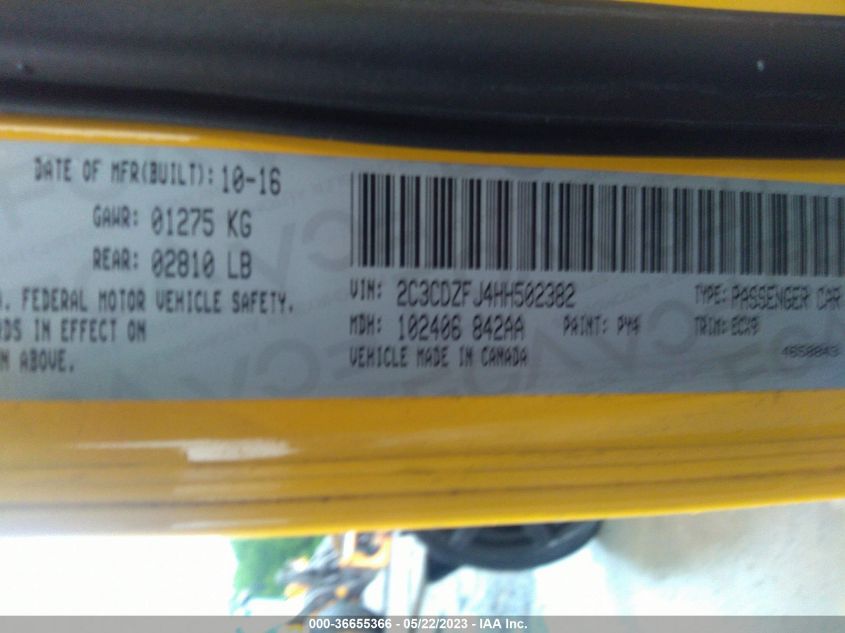 DATE OF MFR(BUILT): 10-16
GAWR: 01275 KG
REAR: 02810 LB
. FEDERAL MOTOR VEHICLE SAFETY.
RDS IN EFFECT ON
N ABOVE.
VIN: 2C3CDZFJ4HH502382
TYPE: PASSENGER CAR
MDH: 102406 842AA
PAINT: PY4
TRIM: ECX9
VEHICLE MADE IN CANADA
000-36655366 - 05/22/2023 - IAA Inc.